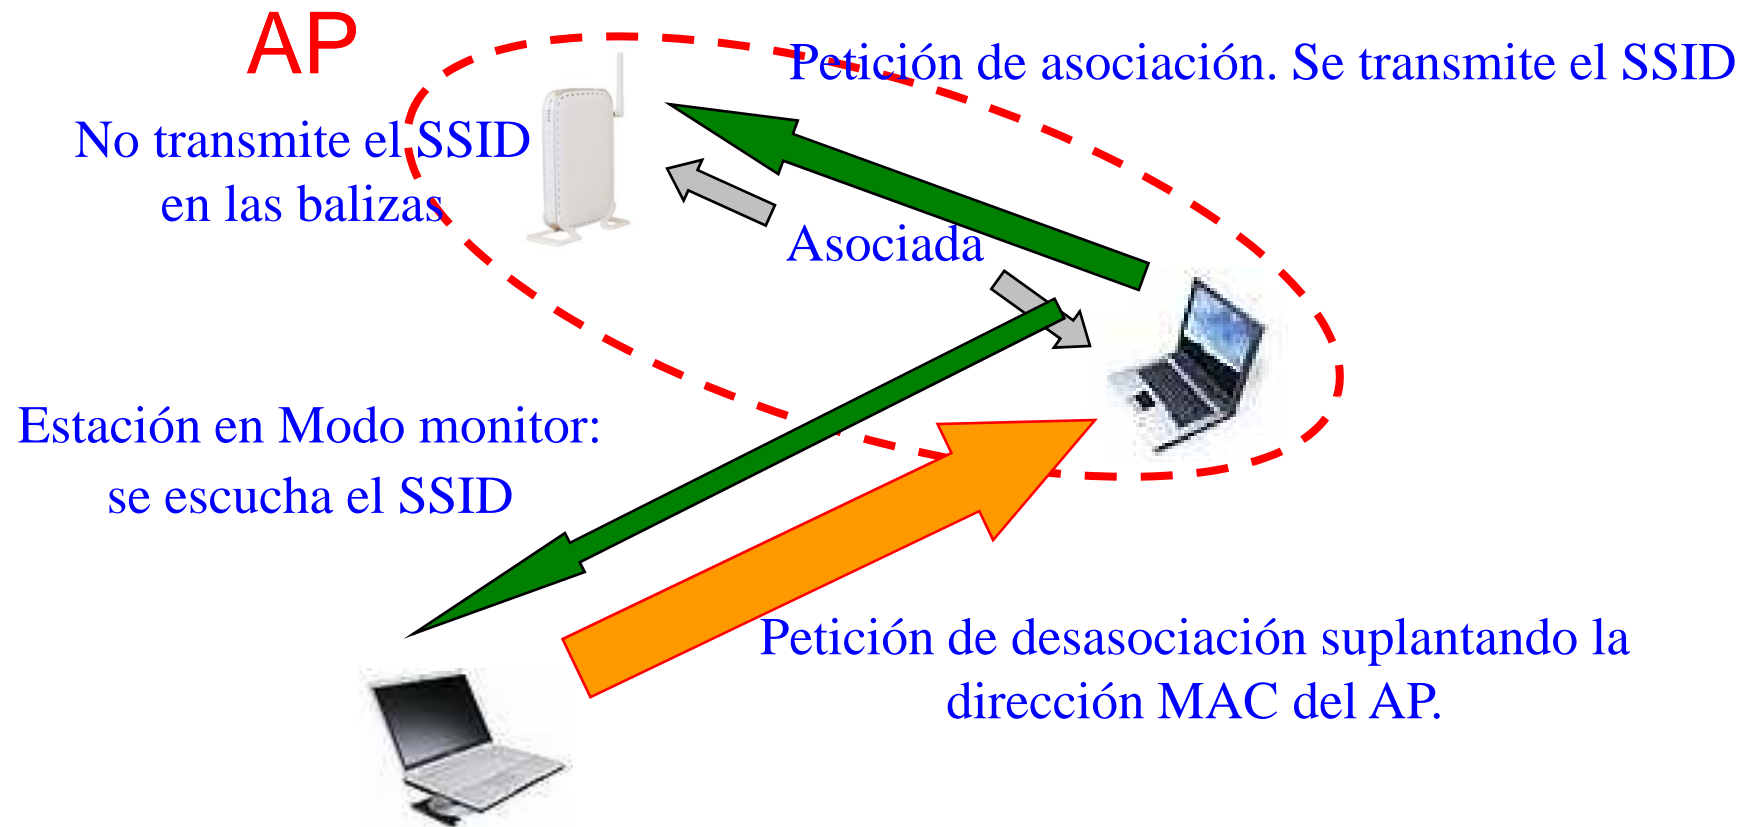 AP
Petición de asociación. Se transmite el SSID
No transmite el SSID
en las balizas
Asociada
Estación en Modo monitor:
se escucha el SSID
Petición de desasociación suplantando la
dirección MAC del AP.